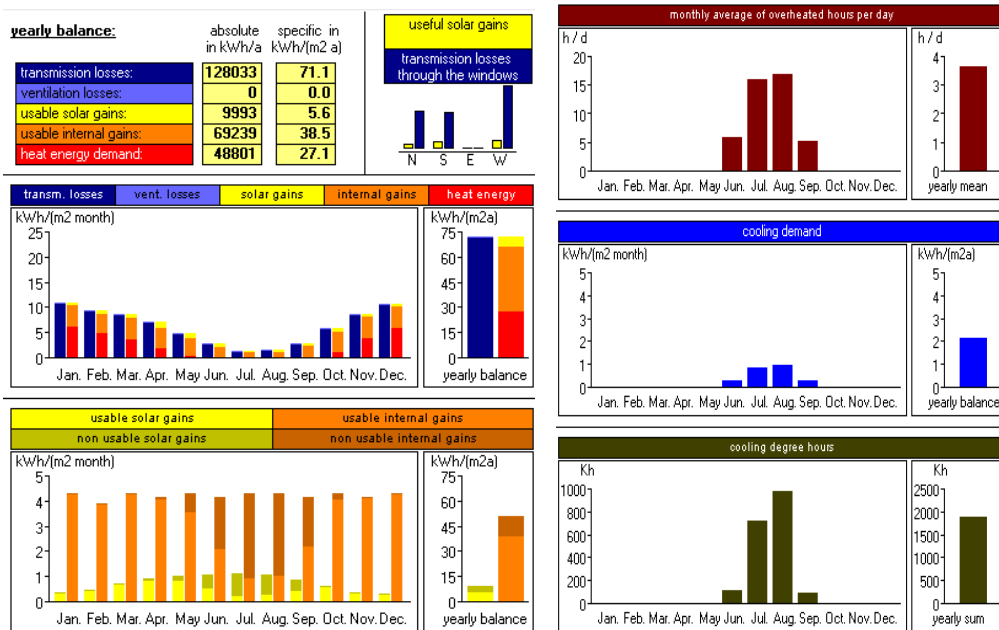 yearly balance:
absolute in kWh/a
specific in kWh/(m2 a)
transmission losses: 128033 71.1
ventilation losses: 0 0.0
usable solar gains: 9993 5.6
usable internal gains: 69239 38.5
heat energy demand: 48801 27.1
useful solar gains
transmission losses
through the windows
N S E W
transm. losses vent. losses solar gains internal gains heat energy
kWh/(m2 month)
25
20
15
10
5
0
Jan. Feb. Mar. Apr. May Jun. Jul. Aug. Sep. Oct. Nov. Dec.
kWh/(m2a)
75
60
45
30
15
0
yearly balance
usable solar gains usable internal gains
non usable solar gains non usable internal gains
kWh/(m2 month)
5
4
3
2
1
0
Jan. Feb. Mar. Apr. May Jun. Jul. Aug. Sep. Oct. Nov. Dec.
kWh/(m2a)
75
60
45
30
15
0
yearly balance
monthly average of overheated hours per day
h / d
20
15
10
5
0
Jan. Feb. Mar. Apr. May Jun. Jul. Aug. Sep. Oct. Nov. Dec.
h / d
4
3
2
1
0
yearly mean
cooling demand
kWh/(m2 month)
5
4
3
2
1
0
Jan. Feb. Mar. Apr. May Jun. Jul. Aug. Sep. Oct. Nov. Dec.
kWh/(m2a)
5
4
3
2
1
0
yearly balance
cooling degree hours
Kh
1000
800
600
400
200
0
Jan. Feb. Mar. Apr. May Jun. Jul. Aug. Sep. Oct. Nov. Dec.
Kh
2500
2000
1500
1000
500
0
yearly sum